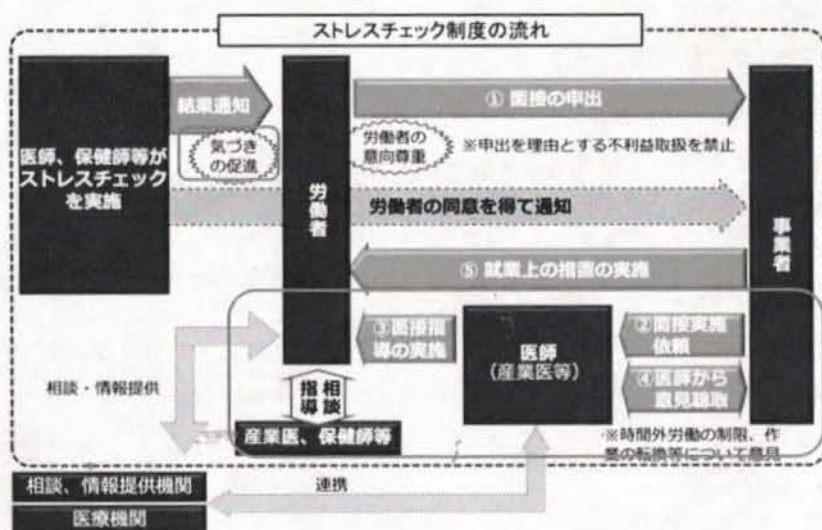 ストレスチェック制度の流れ
医師、保健師等が
ストレスチェック
を実施
結果通知
気づき
の促進
労働者
労働者の
意向尊重
① 面接の申出
※申出を理由とする不利益取扱を禁止
労働者の同意を得て通知
事業者
⑤ 就業上の措置の実施
③面接指
導の実施
医師
(産業医等)
②面接実施
依頼
④医師から
意見聴取
相談・情報提供
相談
指導
産業医、保健師等
※時間外労働の制限、作
業の転換等について意見
相談、情報提供機関
連携
医療機関